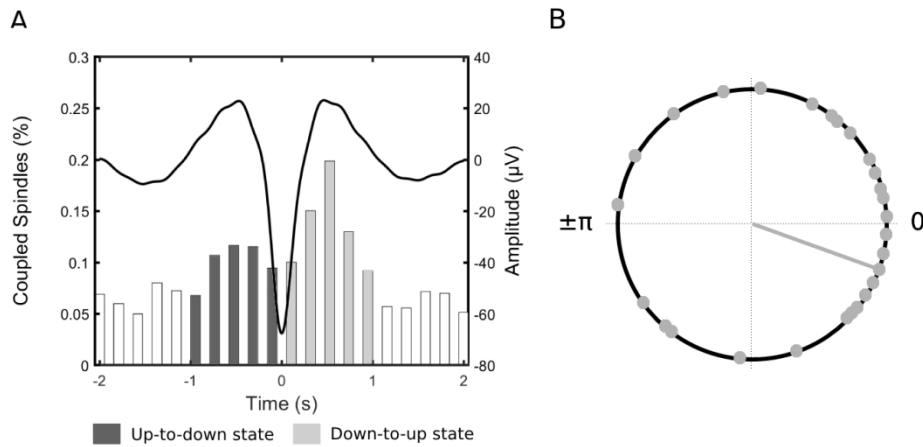 A
B
0.3
0.25
0.2
0.15
0.1
0.05
0
Coupled Spindles (%)
40
20
0
-20
-40
-60
-80
Amplitude (µV)
-2
-1
0
1
2
Time (s)
Up-to-down state
Down-to-up state
±π
0